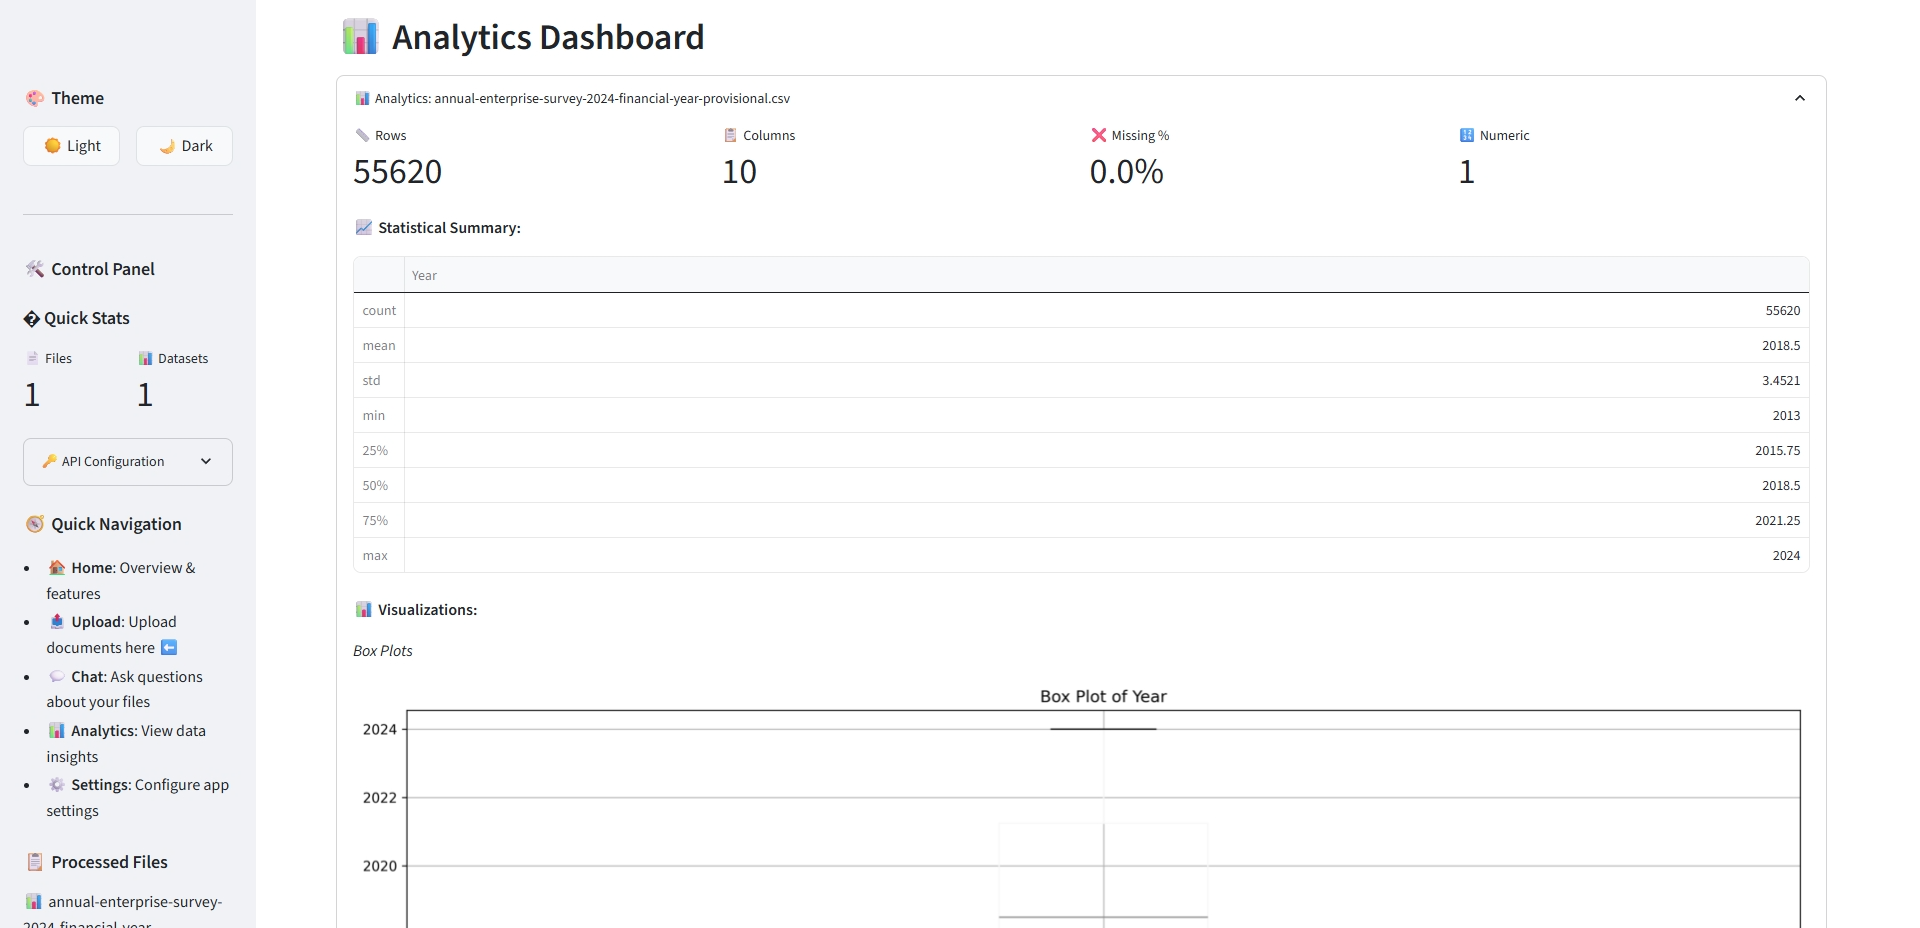 Theme
Light
Dark
Control Panel
� Quick Stats
Files
Datasets
1
1
API Configuration
Quick Navigation
Home: Overview &
features
Upload: Upload
documents here
Chat: Ask questions
about your files
Analytics: View data
insights
Settings: Configure app
settings
Processed Files
annual-enterprise-survey-
2024-financial-year-
Analytics Dashboard
Analytics: annual-enterprise-survey-2024-financial-year-provisional.csv
Rows
Columns
Missing %
Numeric
55620
10
0.0%
1
Statistical Summary:
Year
count 55620
mean 2018.5
std 3.4521
min 2013
25% 2015.75
50% 2018.5
75% 2021.25
max 2024
Visualizations:
Box Plots
Box Plot of Year
2024
2022
2020